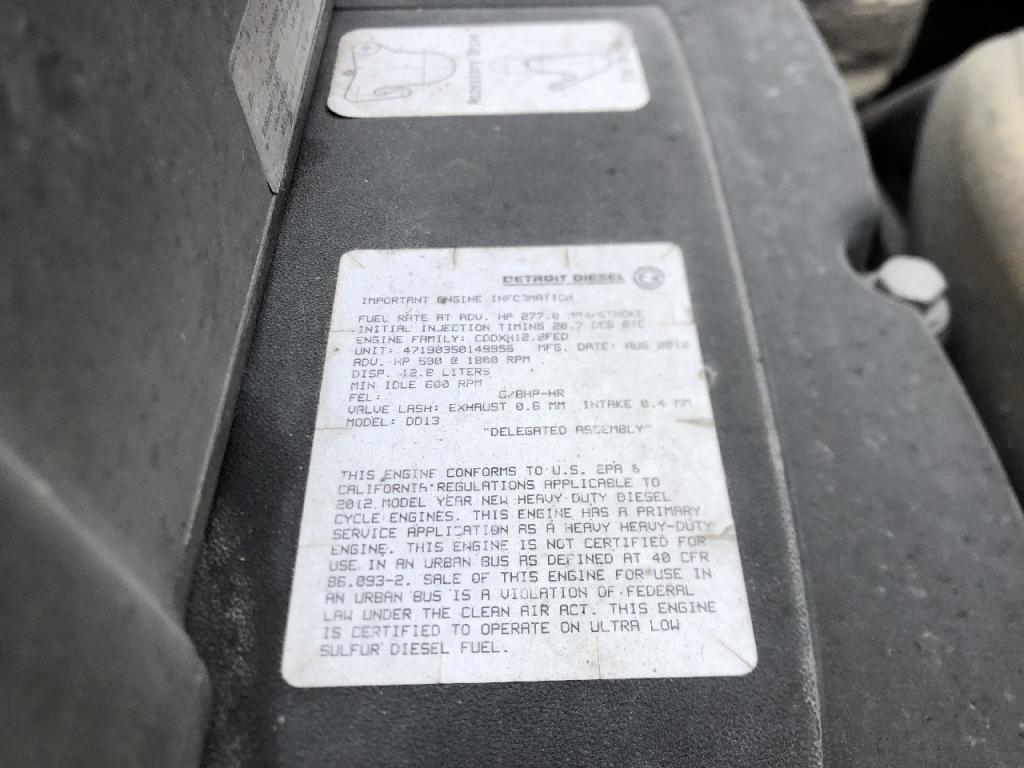 Accessory Drive
DETROIT DIESEL
IMPORTANT ENGINE INFORMATION
FUEL RATE AT ADV. HP 277.0 MM3/STROKE
INITIAL INJECTION TIMING 20.7 DEG BTC
ENGINE FAMILY: CDDXH12.8FED
UNIT: 47190350149956 MFG. DATE: AUG 2012
ADV. HP 500 @ 1800 RPM
DISP. 12.8 LITERS
MIN IDLE 600 RPM
FEL: G/BHP-HR
VALVE LASH: EXHAUST 0.6 MM INTAKE 0.4 MM
MODEL: DD13
"DELEGATED ASSEMBLY"
THIS ENGINE CONFORMS TO U.S. EPA &
CALIFORNIA REGULATIONS APPLICABLE TO
2012 MODEL YEAR NEW HEAVY DUTY DIESEL
CYCLE ENGINES. THIS ENGINE HAS A PRIMARY
SERVICE APPLICATION AS A HEAVY HEAVY-DUTY
ENGINE. THIS ENGINE IS NOT CERTIFIED FOR
USE IN AN URBAN BUS AS DEFINED AT 40 CFR
86.093-2. SALE OF THIS ENGINE FOR USE IN
AN URBAN BUS IS A VIOLATION OF FEDERAL
LAW UNDER THE CLEAN AIR ACT. THIS ENGINE
IS CERTIFIED TO OPERATE ON ULTRA LOW
SULFUR DIESEL FUEL.